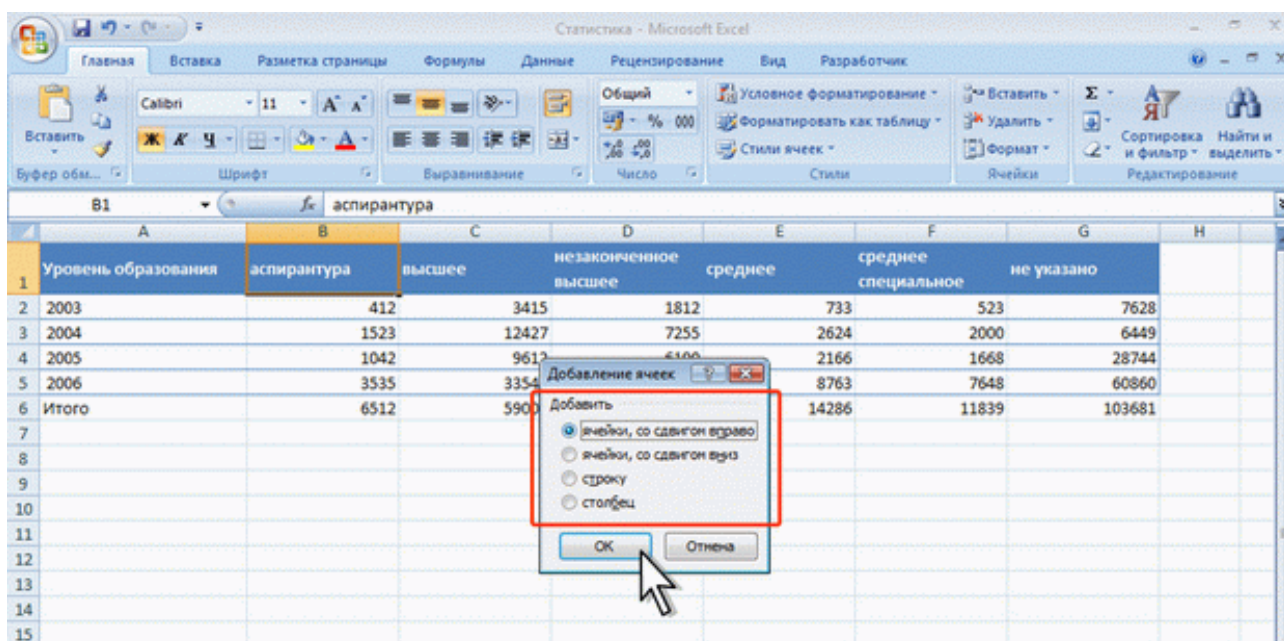 Статистика - Microsoft Excel
Главная Вставка Разметка страницы Формулы Данные Рецензирование Вид Разработчик
Calibri 11 Общий Условное форматирование Вставить Σ
Вставить Форматировать как таблицу Удалить Сортировка и фильтр Найти и выделить
Ж К Ч % 000 Стили ячеек Формат
Буфер обм... Шрифт Выравнивание Число Стили Ячейки Редактирование
B1 fx аспирантура
A B C D E F G H
1 Уровень образования аспирантура высшее незаконченное высшее среднее среднее специальное не указано
2 2003 412 3415 1812 733 523 7628
3 2004 1523 12427 7255 2624 2000 6449
4 2005 1042 2166 1668 28744
5 2006 3535 8763 7648 60860
6 Итого 6512 14286 11839 103681
7
8
9
10
11
12
13
14
15
Добавление ячеек
Добавить
ячейки, со сдвигом вправо
ячейки, со сдвигом вниз
строку
столбец
ОК Отмена